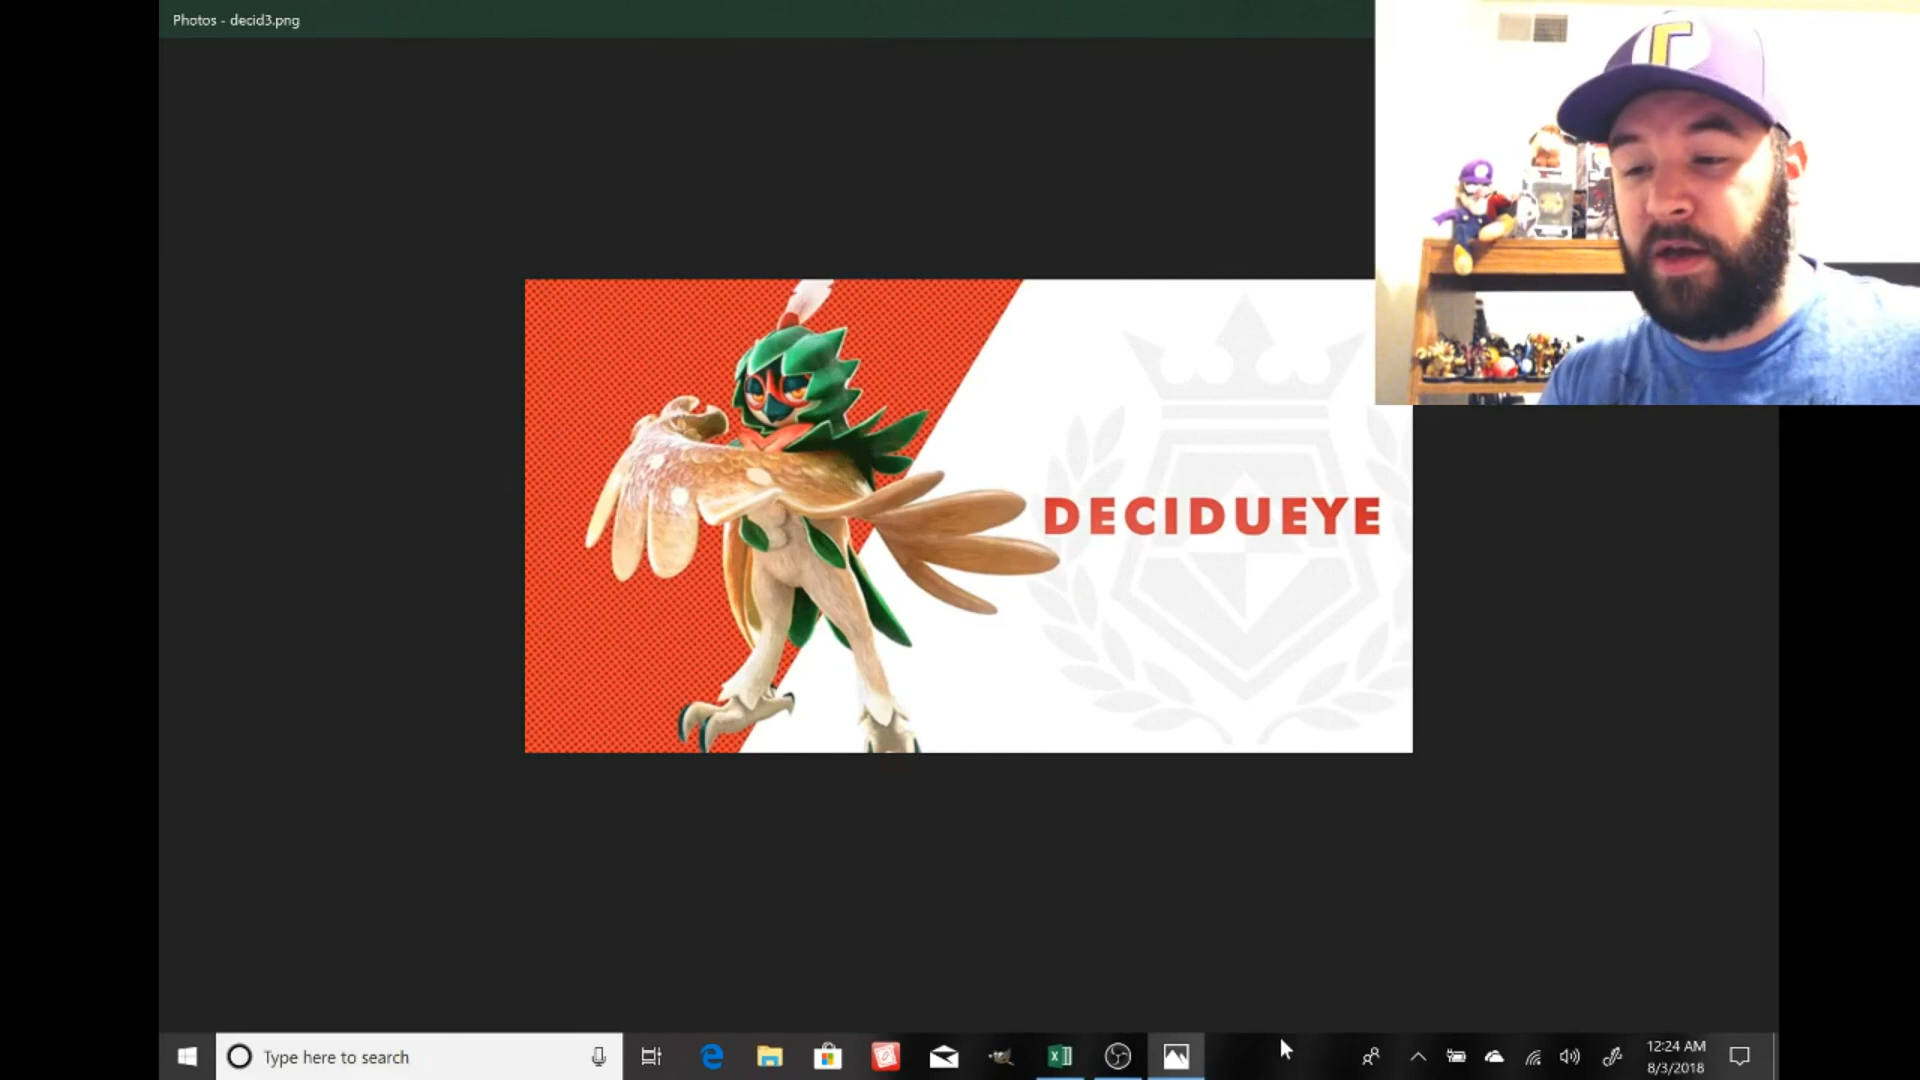 Photos - decid3.png
DECIDUEYE
Type here to search
12:24 AM
8/3/2018